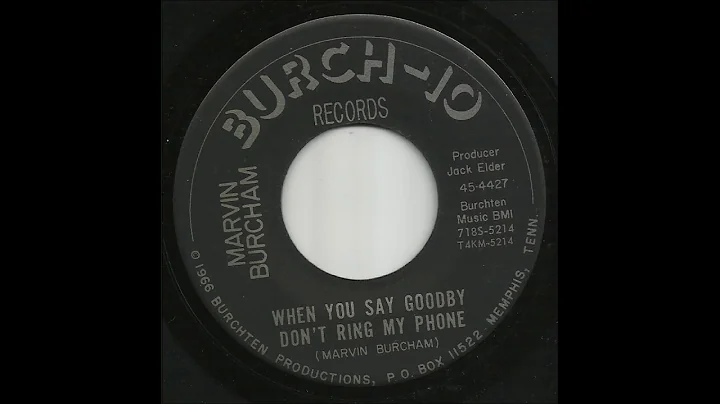 BURCH-10
RECORDS
MARVIN
BURCHAM
Producer
Jack Elder
45-4427
Burchten
Music BMI
718S-5214
T4KM-5214
WHEN YOU SAY GOODBY
DON'T RING MY PHONE
(MARVIN BURCHAM)
© 1966 BURCHTEN PRODUCTIONS, P.O. BOX 11522, MEMPHIS, TENN.